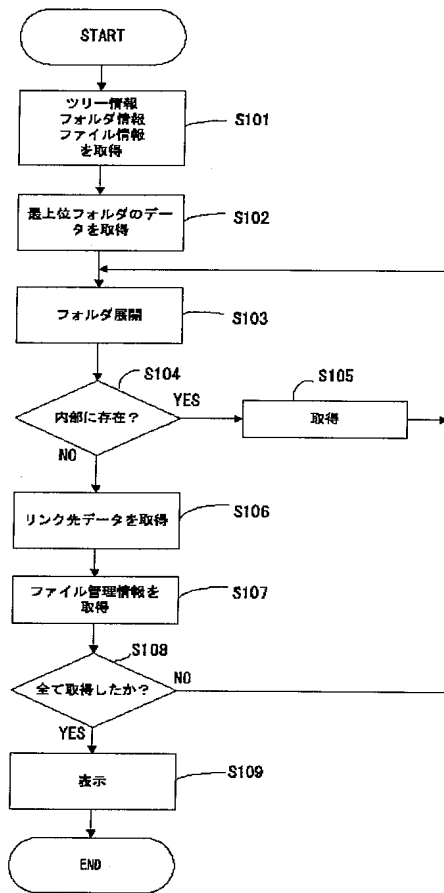 START
ツリー情報
フォルダ情報
ファイル情報
を取得
S101
最上位フォルダのデー
タを取得
S102
フォルダ展開
S103
S104
内部に存在?
YES
NO
S105
取得
リンク先データを取得
S106
ファイル管理情報を
取得
S107
S108
全て取得したか?
NO
YES
表示
S109
END